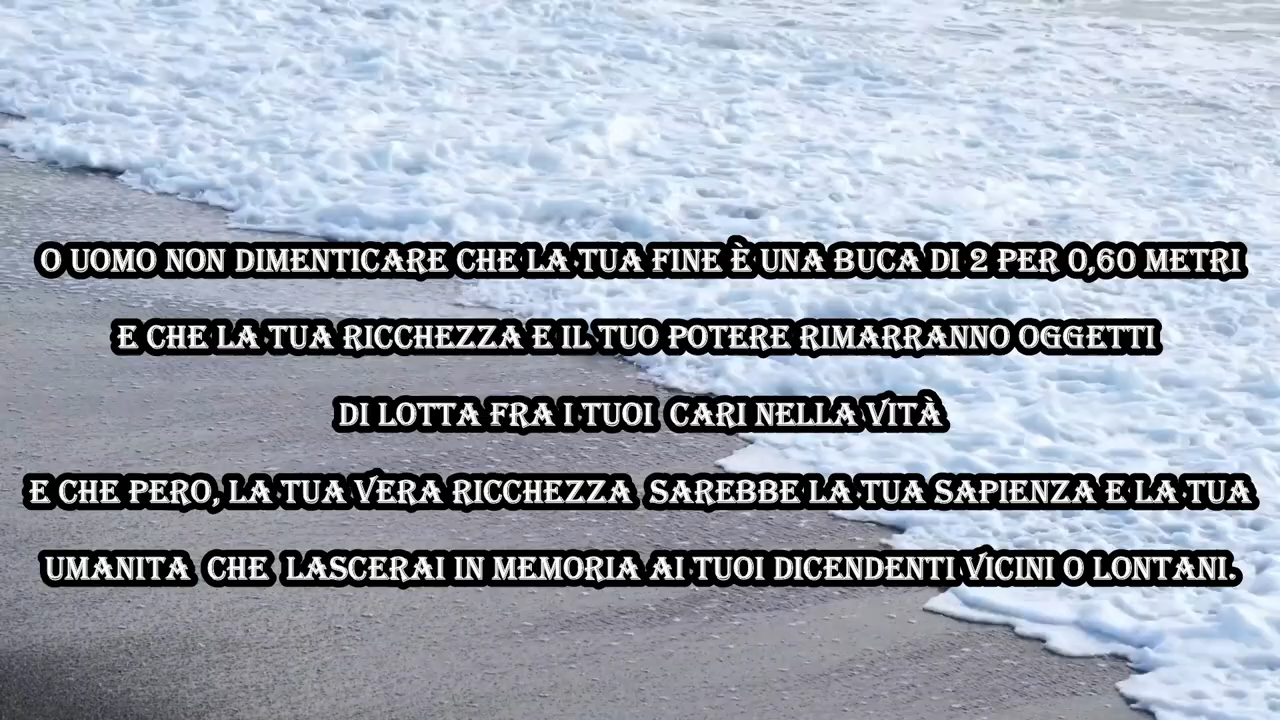 O UOMO NON DIMENTICARE CHE LA TUA FINE È UNA BUCA DI 2 PER 0,60 METRI
E CHE LA TUA RICCHEZZA E IL TUO POTERE RIMARRANNO OGGETTI
DI LOTTA FRA I TUOI CARI NELLA VITÀ
E CHE PERO, LA TUA VERA RICCHEZZA SAREBBE LA TUA SAPIENZA E LA TUA
UMANITA CHE LASCERAI IN MEMORIA AI TUOI DICENDENTI VICINI O LONTANI.